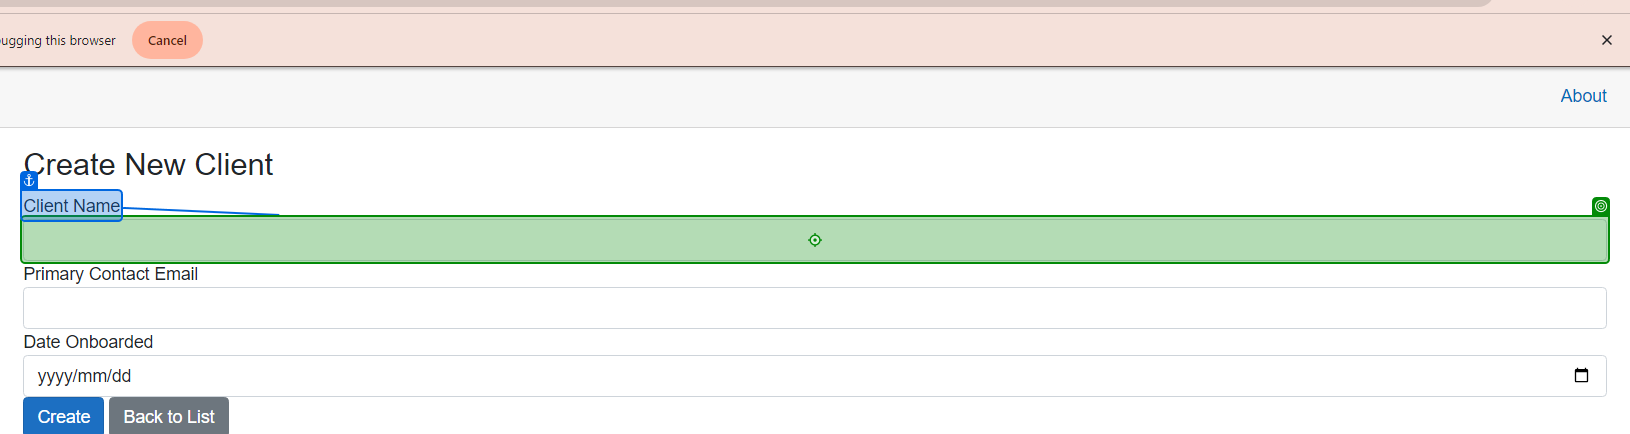 ugging this browser Cancel
About
Create New Client
Client Name
Primary Contact Email
Date Onboarded
yyyy/mm/dd
Create Back to List